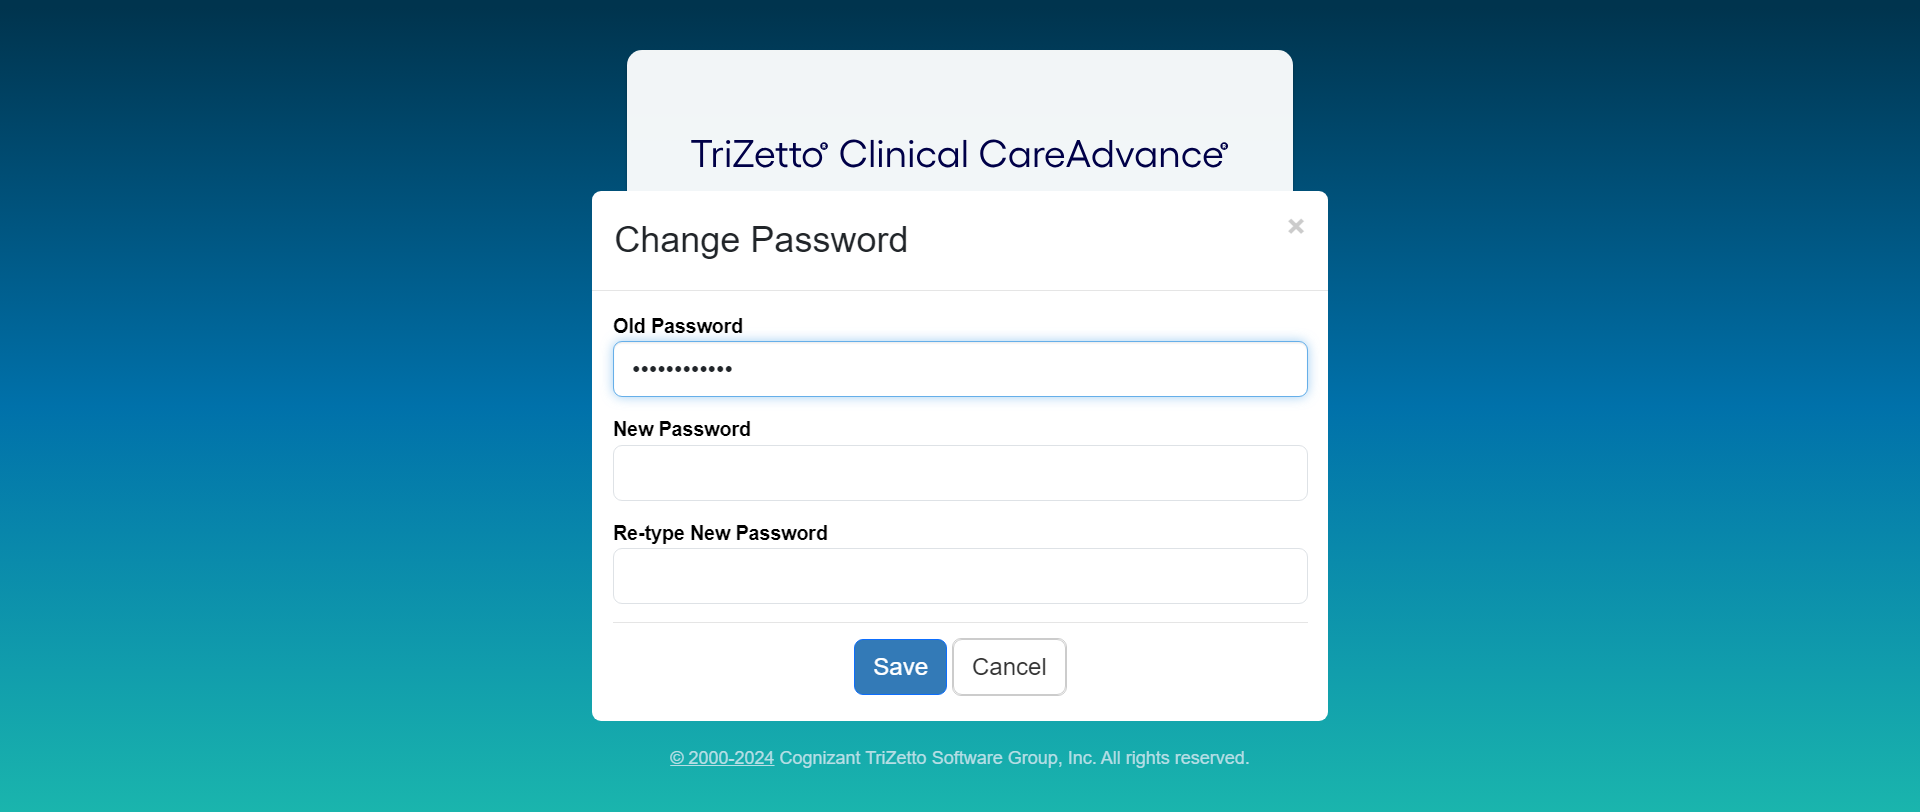 TriZetto® Clinical CareAdvance®
Change Password
×
Old Password
••••••••••••
New Password
Re-type New Password
Save Cancel
© 2000-2024 Cognizant TriZetto Software Group, Inc. All rights reserved.